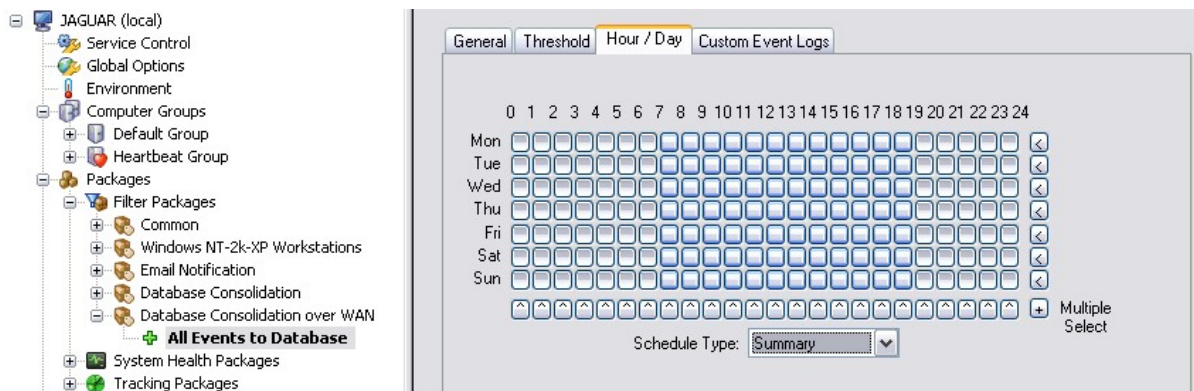 JAGUAR (local)
Service Control
Global Options
Environment
Computer Groups
Default Group
Heartbeat Group
Packages
Filter Packages
Common
Windows NT-2k-XP Workstations
Email Notification
Database Consolidation
Database Consolidation over WAN
All Events to Database
System Health Packages
Tracking Packages
General Threshold Hour / Day Custom Event Logs
0 1 2 3 4 5 6 7 8 9 10 11 12 13 14 15 16 17 18 19 20 21 22 23 24
Mon
Tue
Wed
Thu
Fri
Sat
Sun
Multiple
Select
Schedule Type: Summary